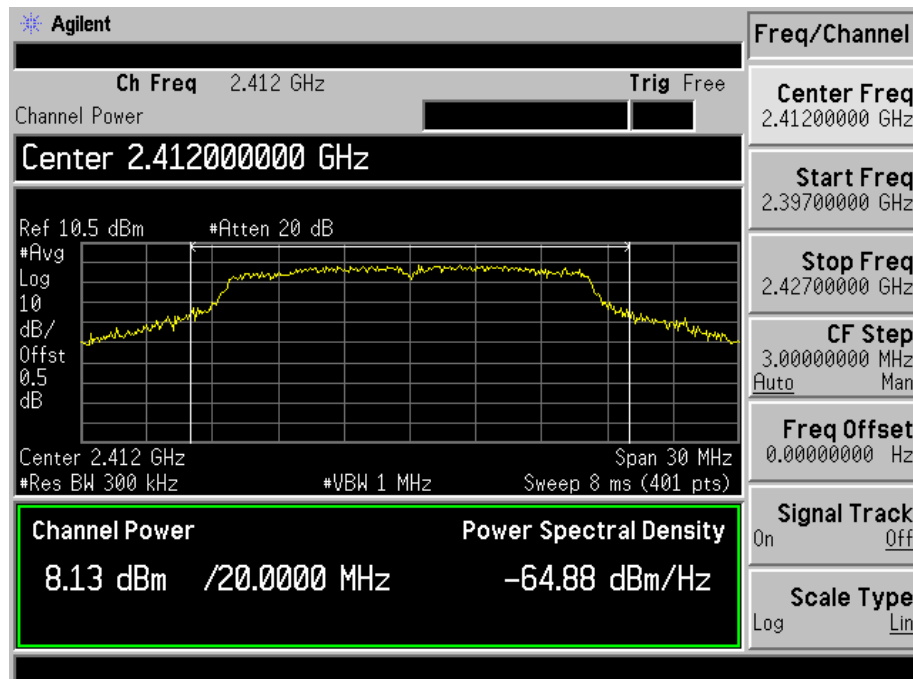 Agilent
Freq/Channel
Ch Freq 2.412 GHz Trig Free
Channel Power
Center 2.412000000 GHz
Ref 10.5 dBm #Atten 20 dB
#Avg
Log
10
dB/
Offst
0.5
dB
Center 2.412 GHz Span 30 MHz
#Res BW 300 kHz #VBW 1 MHz Sweep 8 ms (401 pts)
Channel Power Power Spectral Density
8.13 dBm /20.0000 MHz -64.88 dBm/Hz
Center Freq
2.41200000 GHz
Start Freq
2.39700000 GHz
Stop Freq
2.42700000 GHz
CF Step
3.00000000 MHz
Auto Man
Freq Offset
0.00000000 Hz
Signal Track
On Off
Scale Type
Log Lin